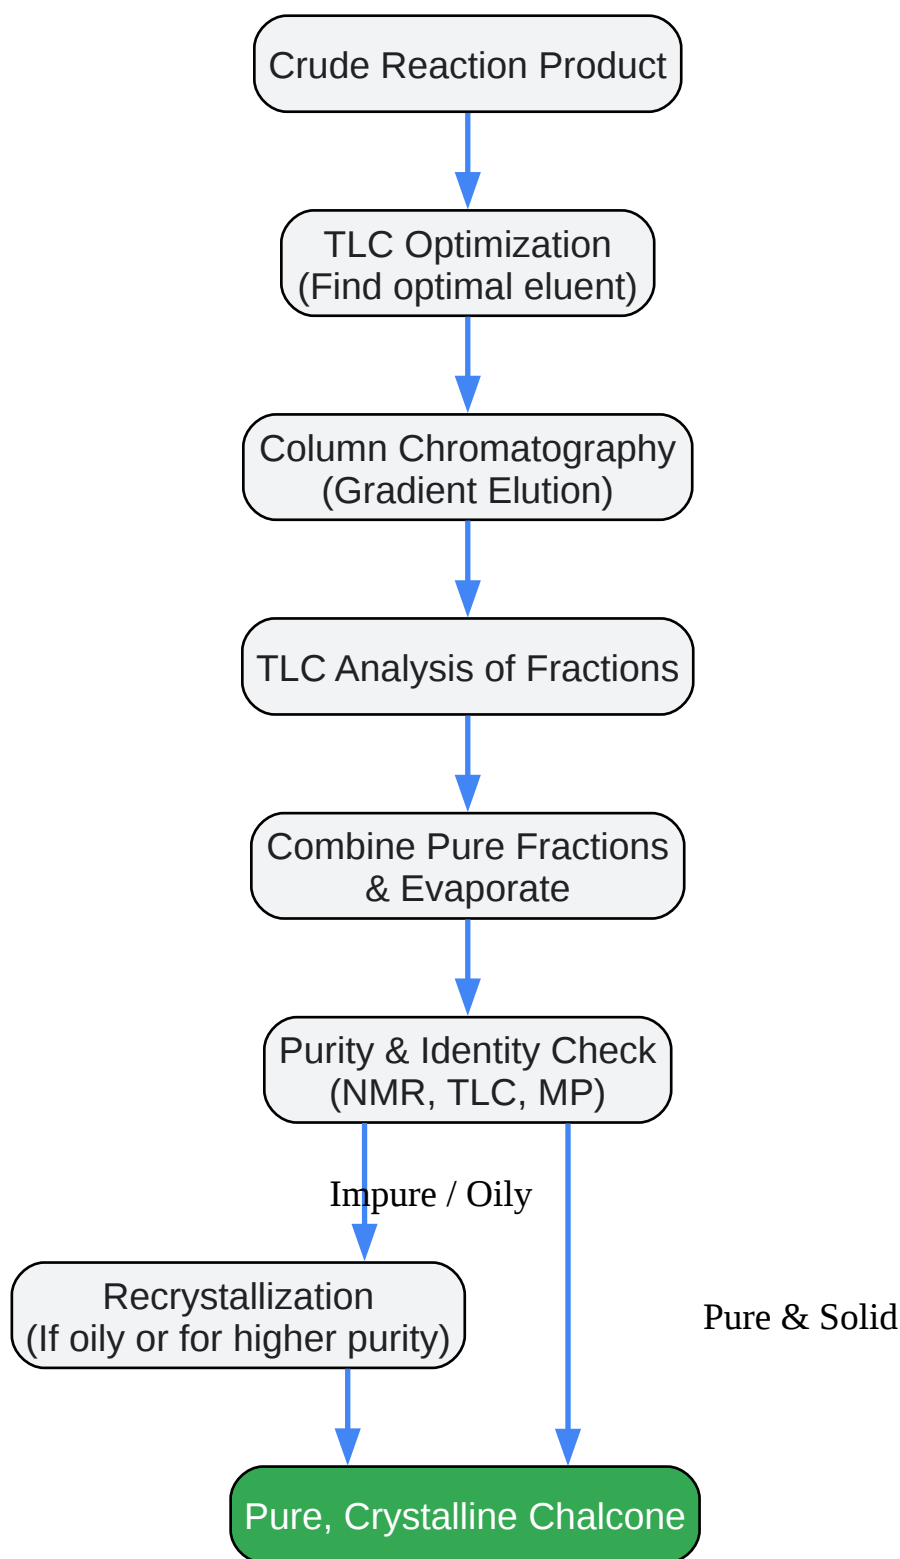 Crude Reaction Product
TLC Optimization
(Find optimal eluent)
Column Chromatography
(Gradient Elution)
TLC Analysis of Fractions
Combine Pure Fractions
& Evaporate
Purity & Identity Check
(NMR, TLC, MP)
Impure / Oily
Recrystallization
(If oily or for higher purity)
Pure & Solid
Pure, Crystalline Chalcone